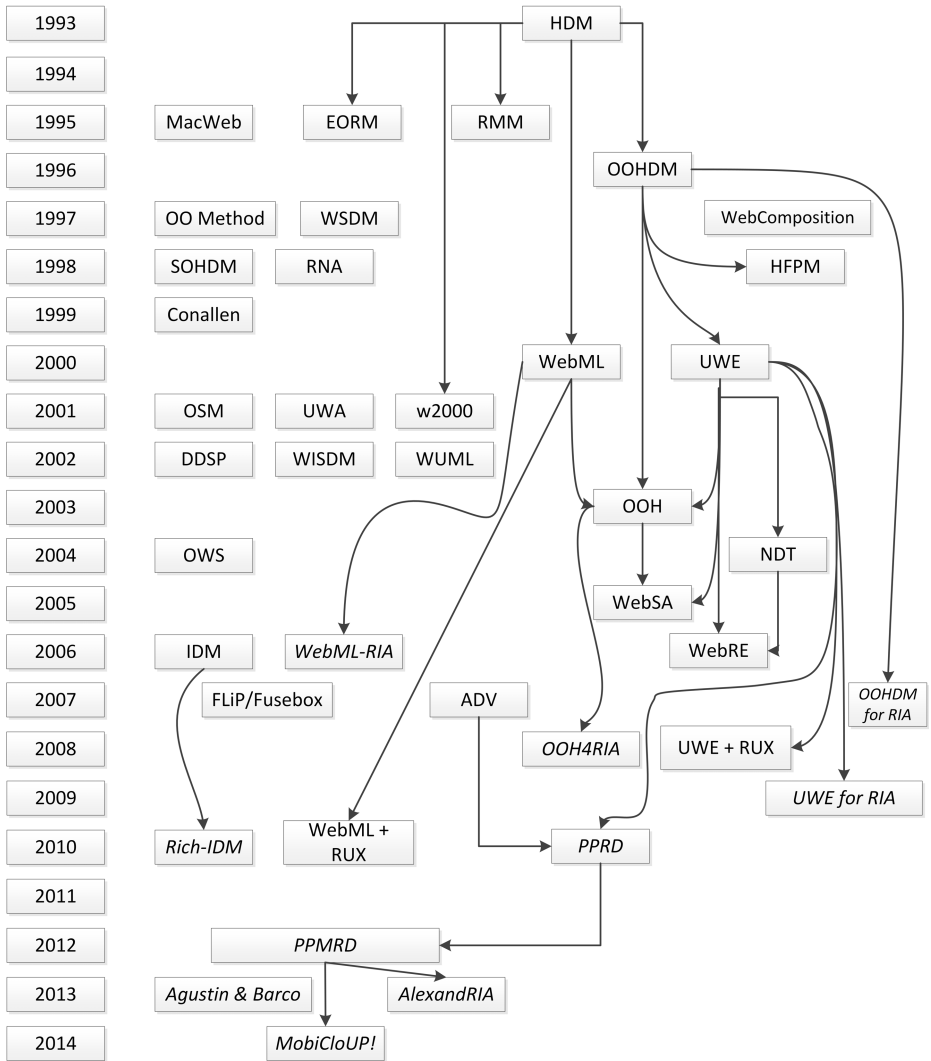 1993
HDM
1994
1995
MacWeb
EORM
RMM
1996
OOHDM
1997
OO Method
WSDM
WebComposition
1998
SOHDM
RNA
HFPM
1999
Conallen
2000
WebML
UWE
2001
OSM
UWA
w2000
2002
DDSP
WISDM
WUML
2003
OOH
2004
OWS
NDT
2005
WebSA
2006
IDM
WebML-RIA
WebRE
2007
FLiP/Fusebox
ADV
OOHDM
for RIA
2008
OOH4RIA
UWE + RUX
2009
UWE for RIA
2010
Rich-IDM
WebML +
RUX
PPRD
2011
2012
PPMRD
2013
Agustin & Barco
AlexandRIA
2014
MobiCloUP!